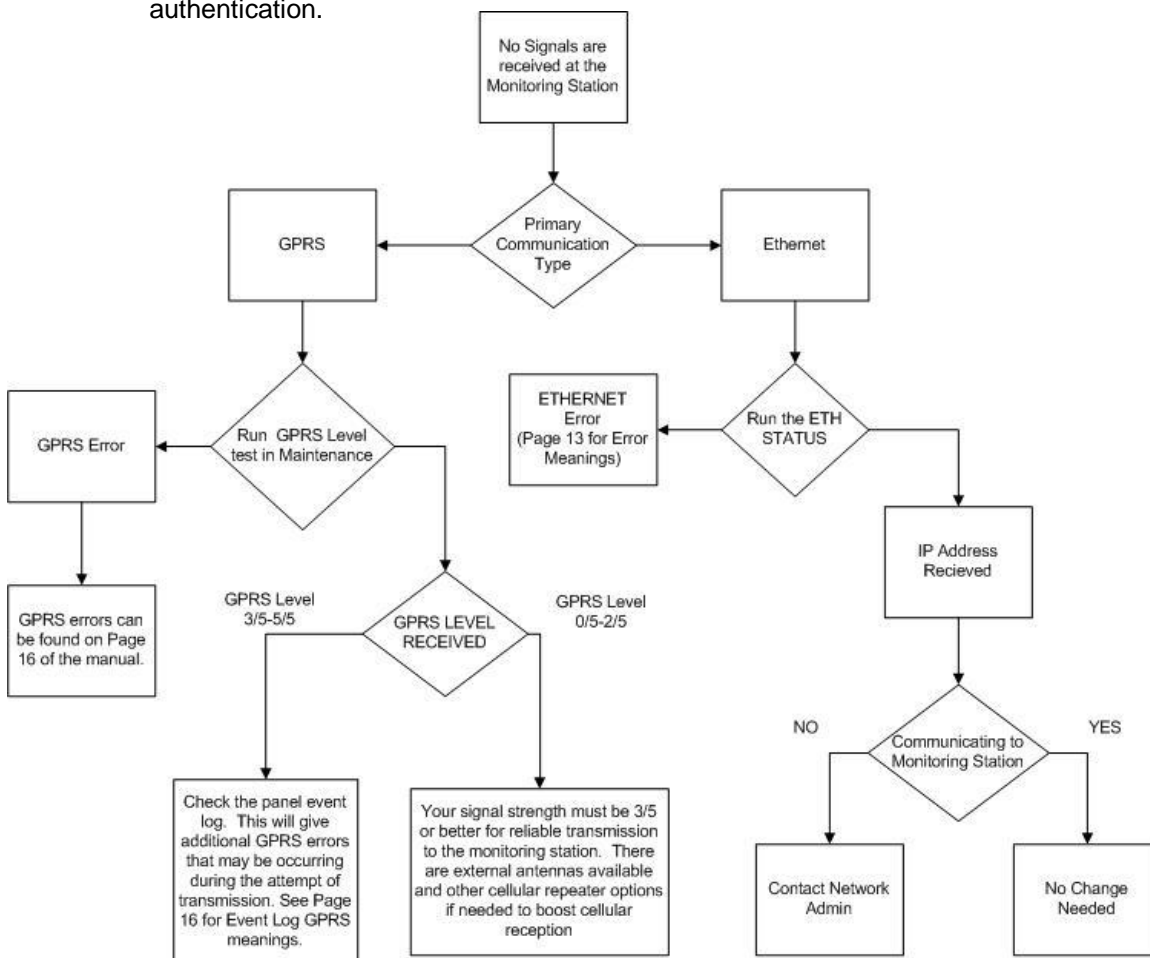 authentication.
No Signals are
received at the
Monitoring Station
GPRS
Primary
Communication
Type
Ethernet
GPRS Error
Run GPRS Level
test in Maintenance
ETHERNET
Error
(Page 13 for Error
Meanings)
Run the ETH
STATUS
IP Address
Recieved
GPRS errors can
be found on Page
16 of the manual.
GPRS Level
3/5-5/5
GPRS LEVEL
RECEIVED
GPRS Level
0/5-2/5
NO
Communicating to
Monitoring Station
YES
Check the panel event
log. This will give
additional GPRS errors
that may be occurring
during the attempt of
transmission. See Page
16 for Event Log GPRS
meanings.
Your signal strength must be 3/5
or better for reliable transmission
to the monitoring station. There
are external antennas available
and other cellular repeater options
if needed to boost cellular
reception
Contact Network
Admin
No Change
Needed